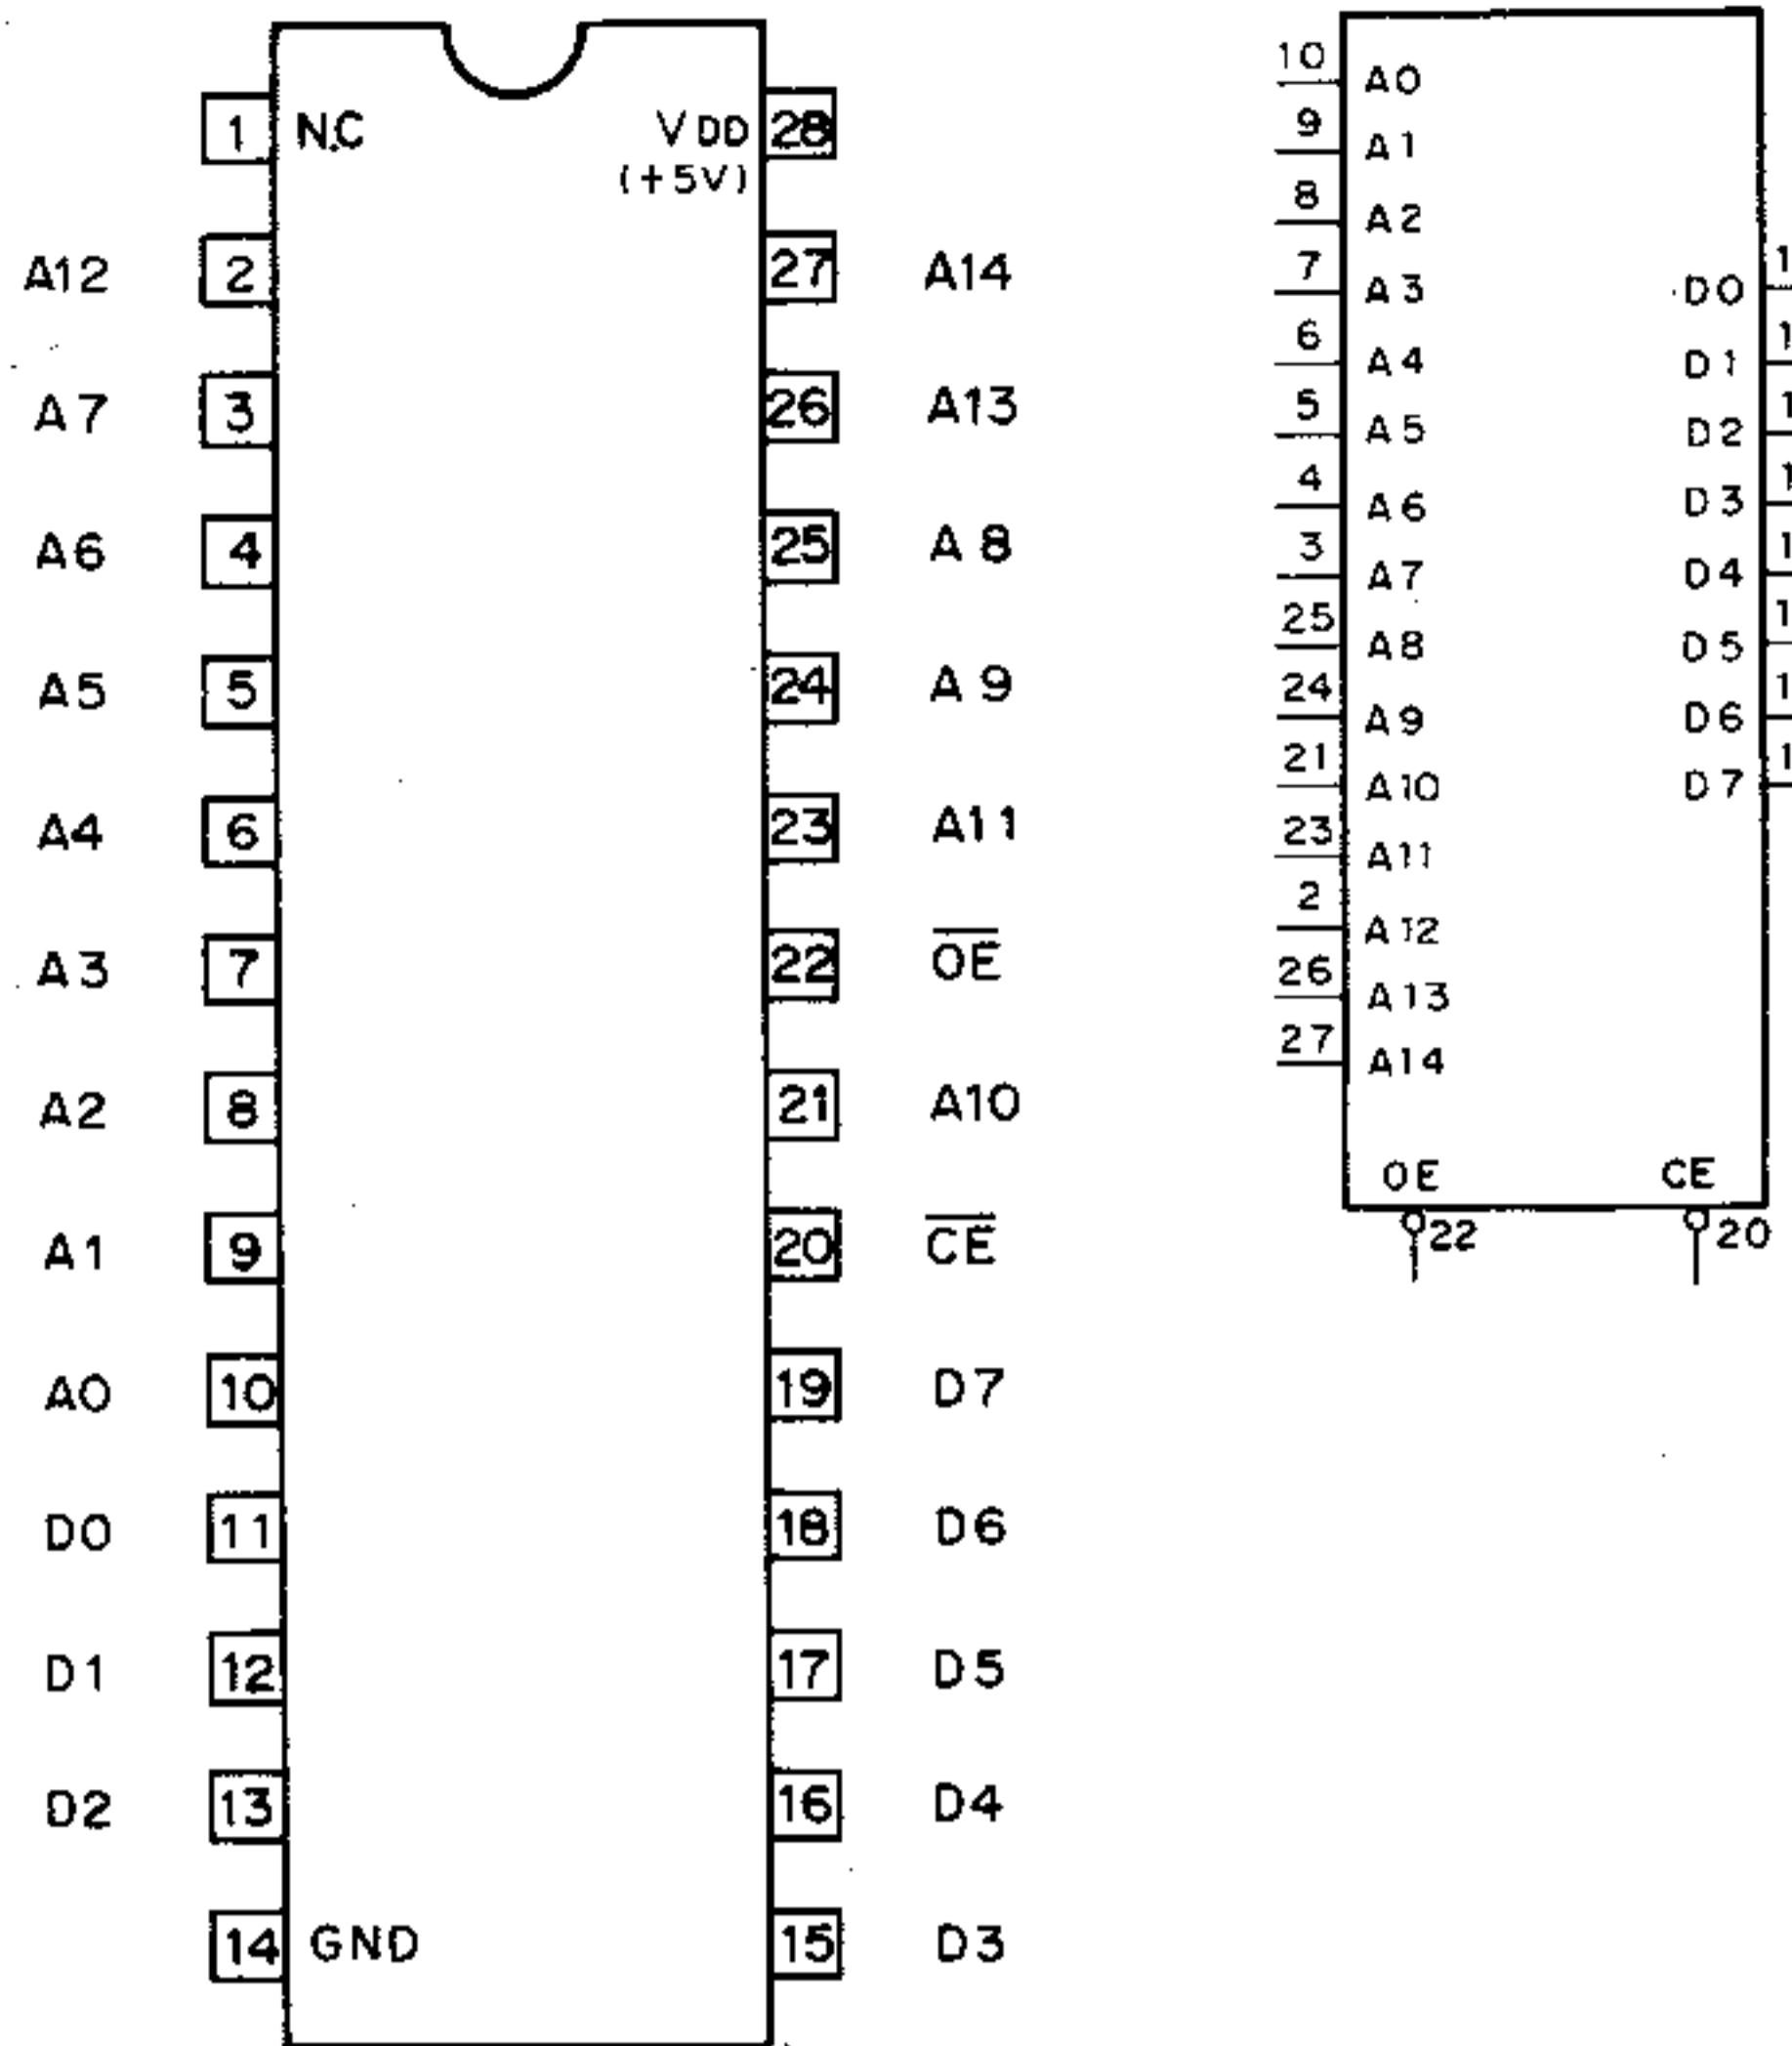 1 N.C VDD 28
(+5V)
A12 2 27 A14
A7 3 26 A13
A6 4 25 A8
A5 5 24 A9
A4 6 23 A11
A3 7 22 OE
A2 8 21 A10
A1 9 20 CE
A0 10 19 D7
D0 11 18 D6
D1 12 17 D5
D2 13 16 D4
14 GND 15 D3
10 A0
9 A1
8 A2
7 A3
6 A4
5 A5
4 A6
3 A7
25 A8
24 A9
21 A10
23 A11
2 A12
26 A13
27 A14
D0
D1
D2
D3
D4
D5
D6
D7
OE CE
22 20